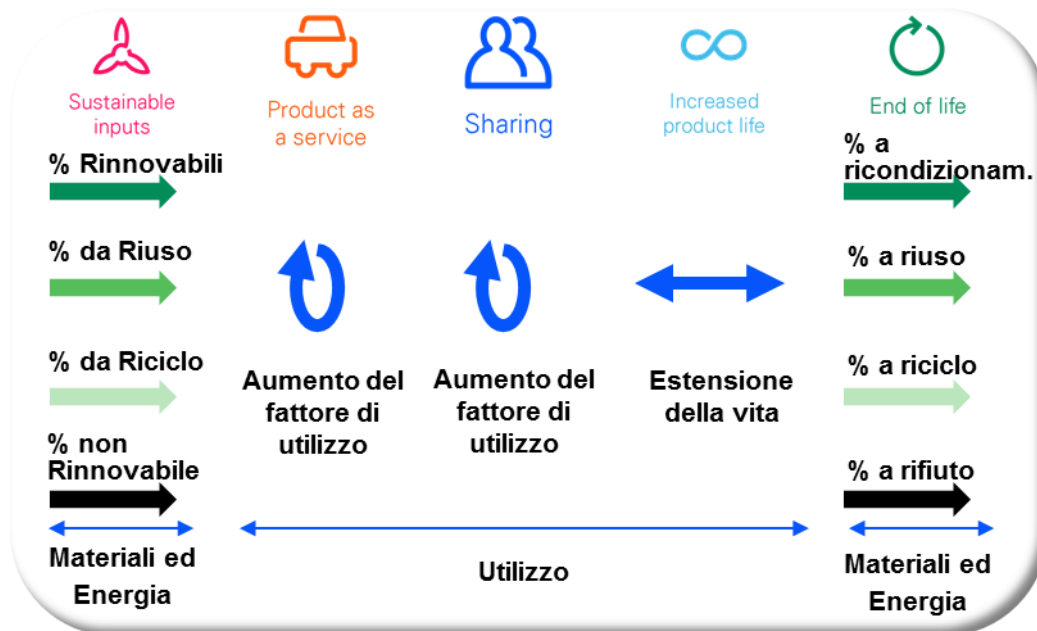 Sustainable
inputs
Product as
a service
Sharing
Increased
product life
End of life
% Rinnovabili
% a
ricondizionam.
% da Riuso
% a riuso
% da Riciclo
Aumento del
fattore di
utilizzo
Aumento del
fattore di
utilizzo
Estensione
della vita
% a riciclo
% non
Rinnovabile
% a rifiuto
Materiali ed
Energia
Utilizzo
Materiali ed
Energia